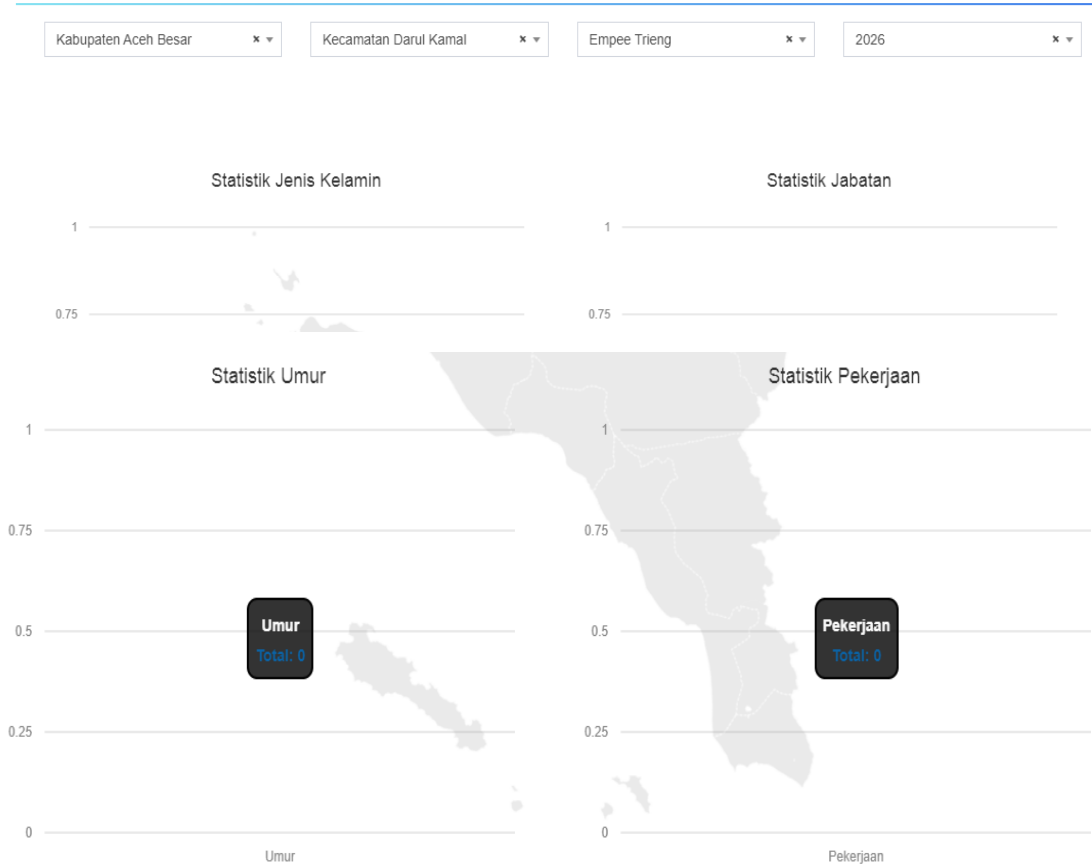 Kabupaten Aceh Besar × Kecamatan Darul Kamal × Empee Trieng × 2026 ×
Statistik Jenis Kelamin
1
0.75
Statistik Jabatan
1
0.75
Statistik Umur
1
0.75
0.5
0.25
0
Umur
Total: 0
Umur
Statistik Pekerjaan
1
0.75
0.5
0.25
0
Pekerjaan
Total: 0
Pekerjaan